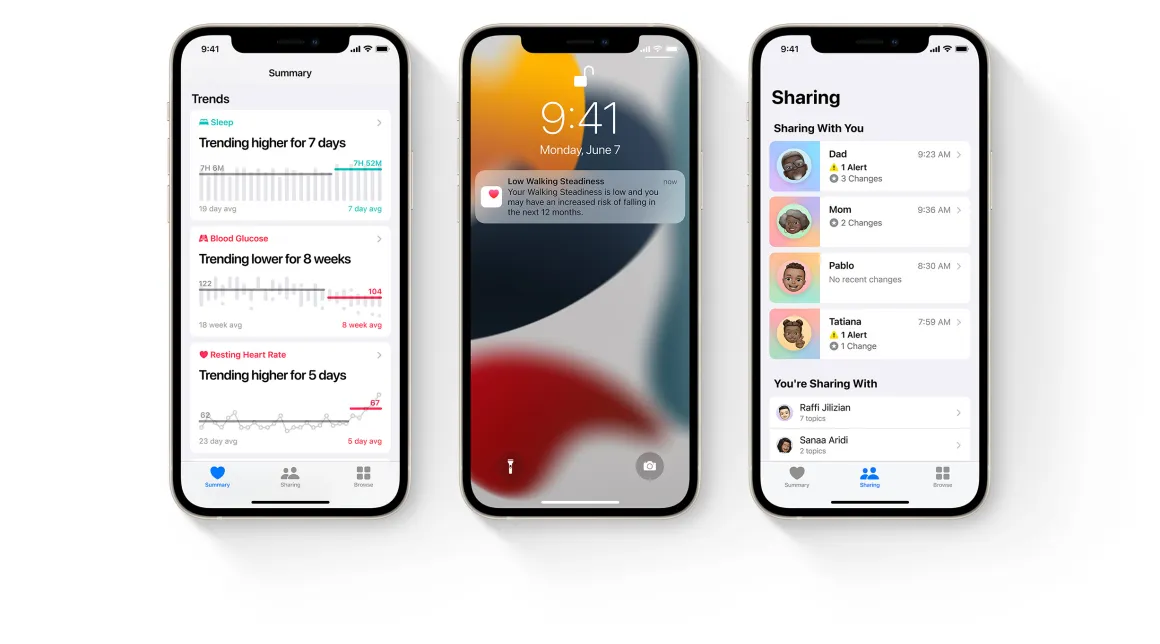 9:41
Summary
Trends
Sleep
Trending higher for 7 days
7H 6M
7H 52M
19 day avg
7 day avg
Blood Glucose
Trending lower for 8 weeks
122
104
18 week avg
8 week avg
Resting Heart Rate
Trending higher for 5 days
62
67
23 day avg
5 day avg
Summary
Sharing
Browse
9:41
Monday, June 7
Low Walking Steadiness
now
Your Walking Steadiness is low and you
may have an increased risk of falling in
the next 12 months.
9:41
Sharing
Sharing With You
Dad
9:23 AM
1 Alert
3 Changes
Mom
9:36 AM
2 Changes
Pablo
8:30 AM
No recent changes
Tatiana
7:59 AM
1 Alert
1 Change
You're Sharing With
Raffi Jilizian
7 topics
Sanaa Aridi
2 topics
Summary
Sharing
Browse